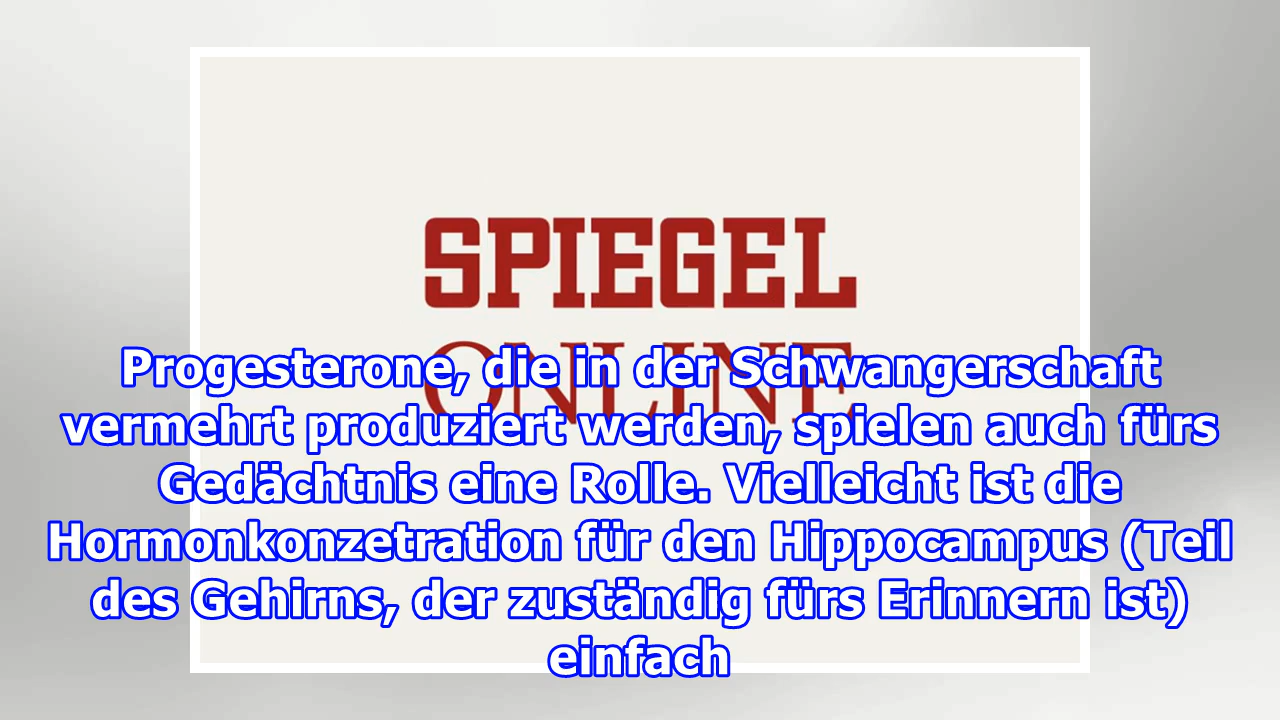 SPIEGEL
ONLINE
Progesterone, die in der Schwangerschaft
vermehrt produziert werden, spielen auch fürs
Gedächtnis eine Rolle. Vielleicht ist die
Hormonkonzetration für den Hippocampus (Teil
des Gehirns, der zuständig fürs Erinnern ist)
einfach